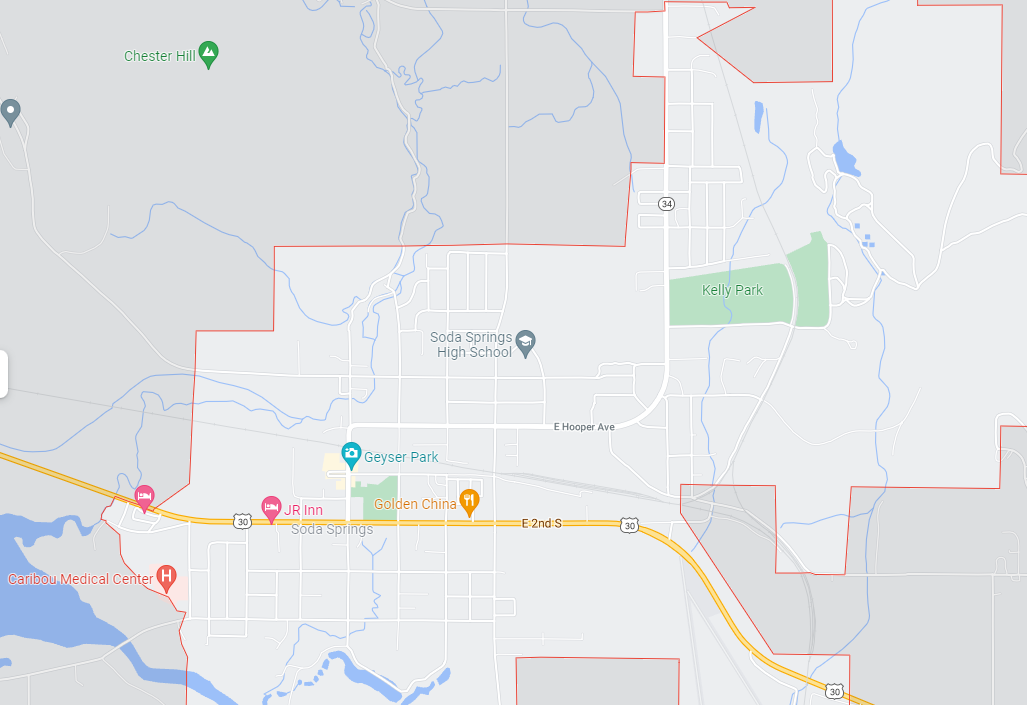 Chester Hill
34
Kelly Park
Soda Springs
High School
E Hooper Ave
Geyser Park
Golden China
JR Inn
30
E 2nd S
30
Soda Springs
Caribou Medical Center
H
30